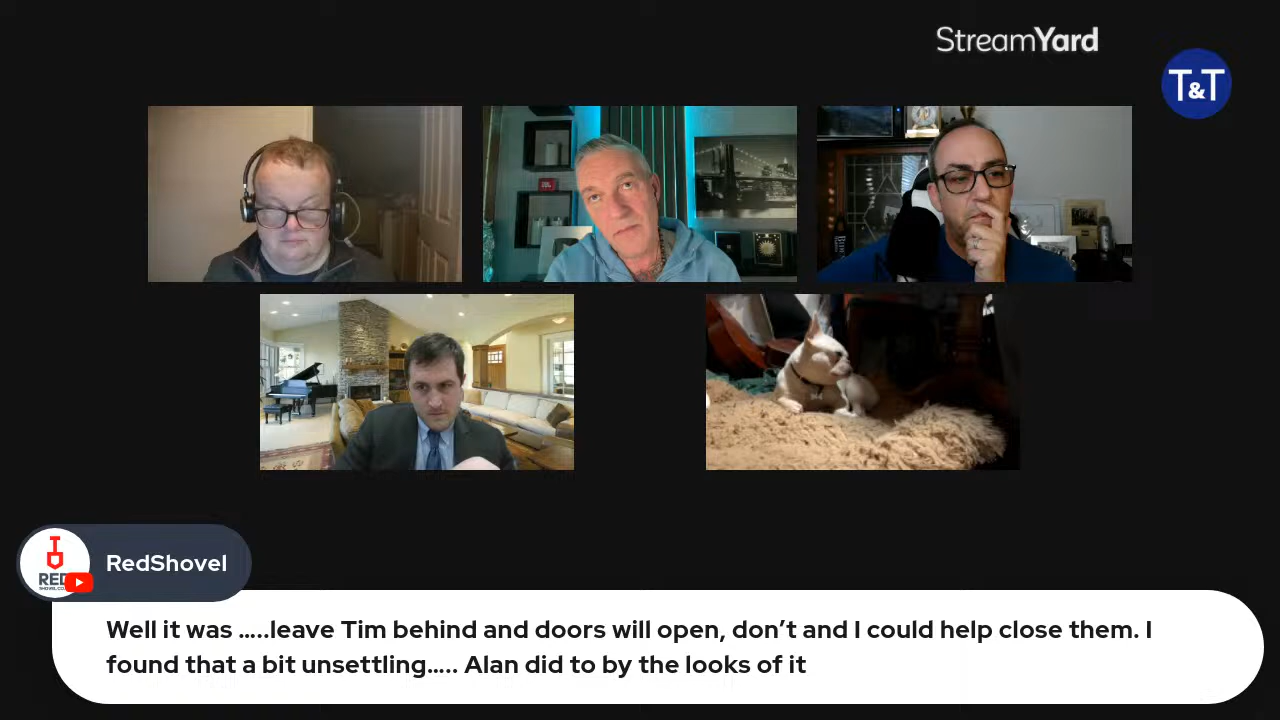 StreamYard
T&T
RedShovel
RED
Well it was …..leave Tim behind and doors will open, don’t and I could help close them. I
found that a bit unsettling….. Alan did to by the looks of it